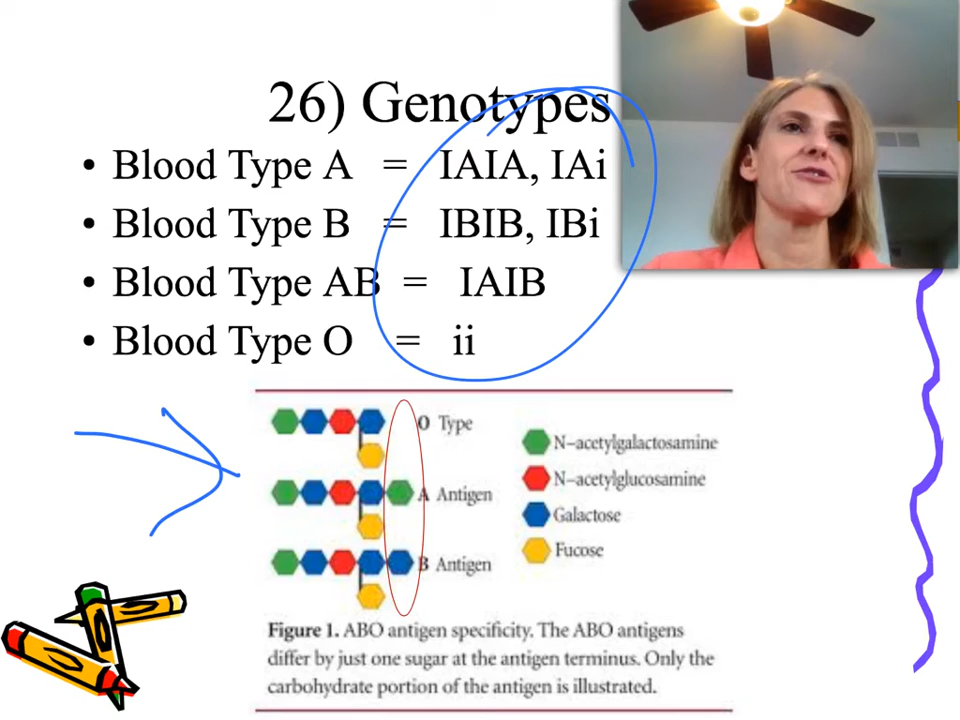 26) Genotypes
• Blood Type A = IAIA, IAi
• Blood Type B = IBIB, IBi
• Blood Type AB = IAIB
• Blood Type O = ii
O Type
A Antigen
B Antigen
N-acetylgalactosamine
N-acetylglucosamine
Galactose
Fucose
Figure 1. ABO antigen specificity. The ABO antigens
differ by just one sugar at the antigen terminus. Only the
carbohydrate portion of the antigen is illustrated.